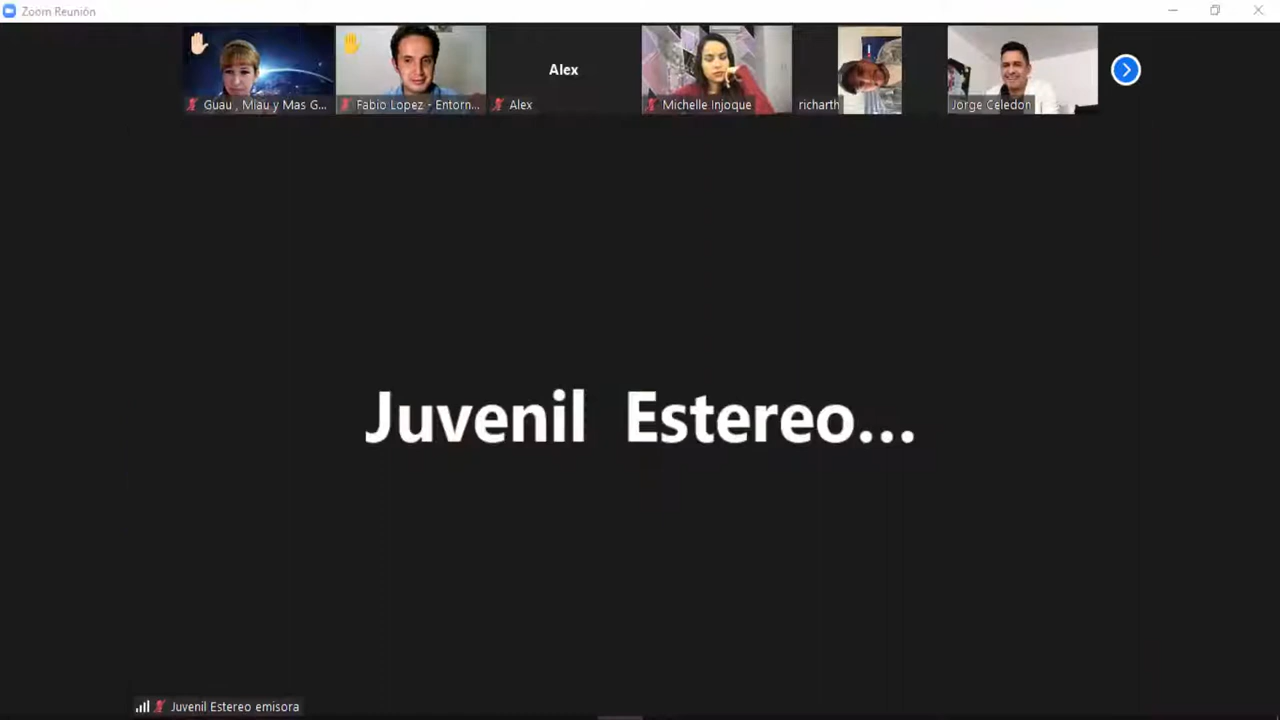 Zoom Reunión
Alex
Guau , Miau y Mas G...
Fabio Lopez - Entorn...
Alex
Michelle Injoque
richarth
Jorge Celedon
Juvenil Estereo...
Juvenil Estereo emisora